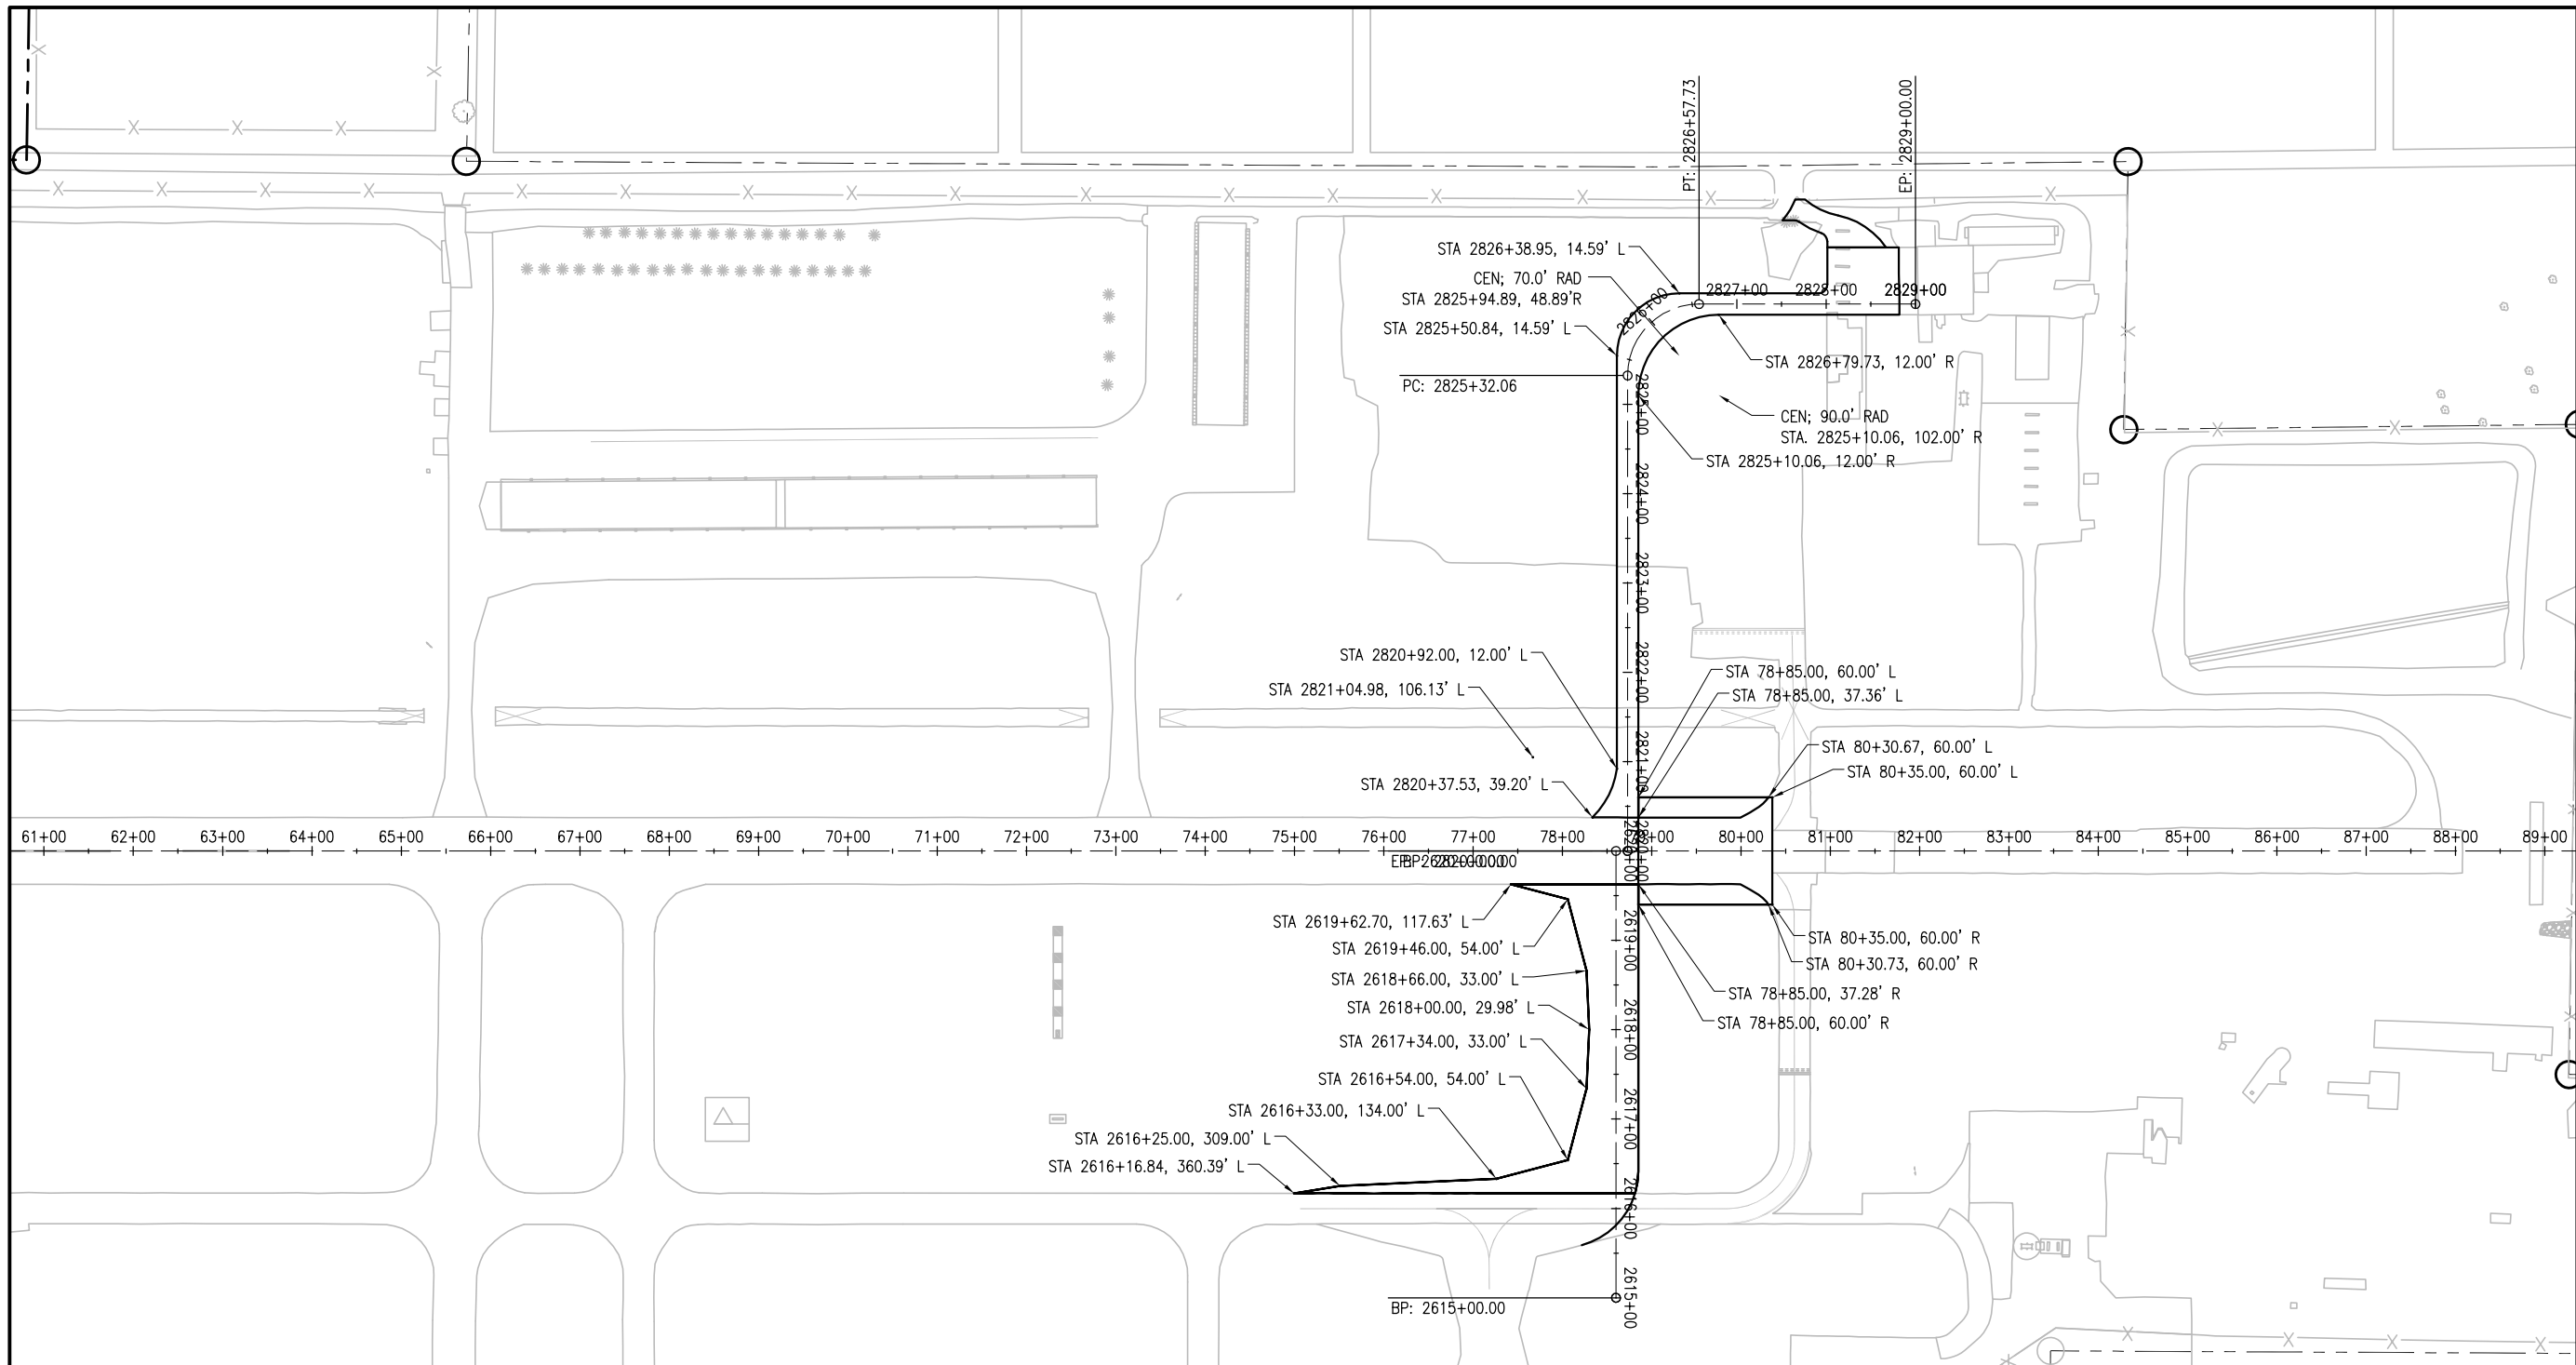 PT: 2826+57.73
EP: 2829+00.00
STA 2826+38.95, 14.59' L
CEN; 70.0' RAD
STA 2825+94.89, 48.89'R
STA 2825+50.84, 14.59' L
2826+00
2827+00
2828+00
2829+00
STA 2826+79.73, 12.00' R
PC: 2825+32.06
CEN; 90.0' RAD
STA. 2825+10.06, 102.00' R
STA 2825+10.06, 12.00' R
2825+00
2824+00
2823+00
2822+00
2821+00
2820+00
STA 2820+92.00, 12.00' L
STA 2821+04.98, 106.13' L
STA 2820+37.53, 39.20' L
STA 78+85.00, 60.00' L
STA 78+85.00, 37.36' L
STA 80+30.67, 60.00' L
STA 80+35.00, 60.00' L
61+00
62+00
63+00
64+00
65+00
66+00
67+00
68+00
69+00
70+00
71+00
72+00
73+00
74+00
75+00
76+00
77+00
78+00
79+00
80+00
81+00
82+00
83+00
84+00
85+00
86+00
87+00
88+00
89+00
STA 2619+62.70, 117.63' L
STA 2619+46.00, 54.00' L
STA 2618+66.00, 33.00' L
STA 2618+00.00, 29.98' L
STA 2617+34.00, 33.00' L
STA 2616+54.00, 54.00' L
STA 2616+33.00, 134.00' L
STA 2616+25.00, 309.00' L
STA 2616+16.84, 360.39' L
STA 80+35.00, 60.00' R
STA 80+30.73, 60.00' R
STA 78+85.00, 37.28' R
STA 78+85.00, 60.00' R
2619+00
2618+00
2617+00
2616+00
2615+00
BP: 2615+00.00